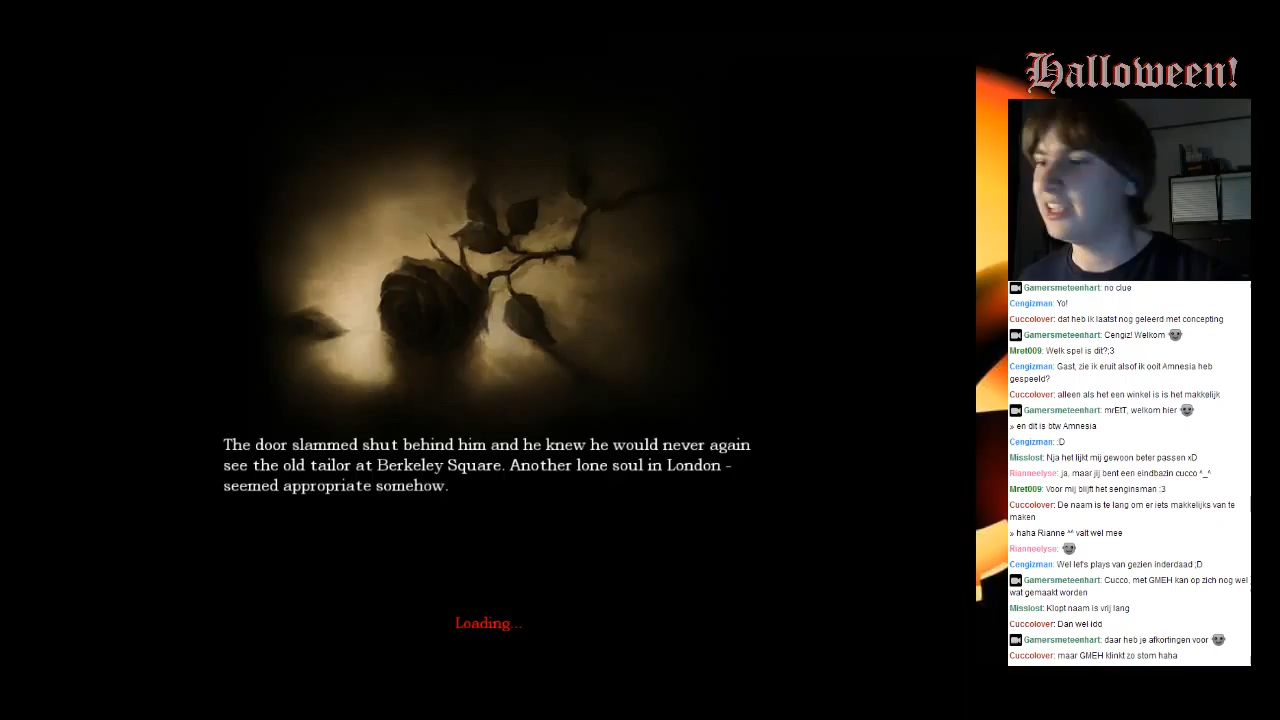 Halloween!
The door slammed shut behind him and he knew he would never again
see the old tailor at Berkeley Square. Another lone soul in London -
seemed appropriate somehow.
Loading...
Gamersmeteenhart: no clue
Cengizman: Yo!
Cuccolover: dat heb ik laatst nog geleerd met concepting
Gamersmeteenhart: Cengiz! Welkom
Mret009: Welk spel is dit?;3
Cengizman: Gast, zie ik eruit alsof ik ooit Amnesia heb
gespeeld?
Cuccolover: alleen als het een winkel is is het makkelijk
Gamersmeteenhart: mrEtT, welkom hier
» en dit is btw Amnesia
Cengizman: ;D
Misslost: Nja het lijkt mij gewoon beter passen xD
Rianneelyse: ja, maar jij bent een eindbazin cucco ^_^
Mret009: Voor mij blijft het senginsman :3
Cuccolover: De naam is te lang om er iets makkelijks van te
maken
» haha Rianne ^^ valt wel mee
Rianneelyse:
Cengizman: Wel let's plays van gezien inderdaad ;D
Gamersmeteenhart: Cucco, met GMEH kan op zich nog wel
wat gemaakt worden
Misslost: Klopt naam is vrij lang
Cuccolover: Dan wel idd
Gamersmeteenhart: daar heb je afkortingen voor
Cuccolover: maar GMEH klinkt zo stom haha